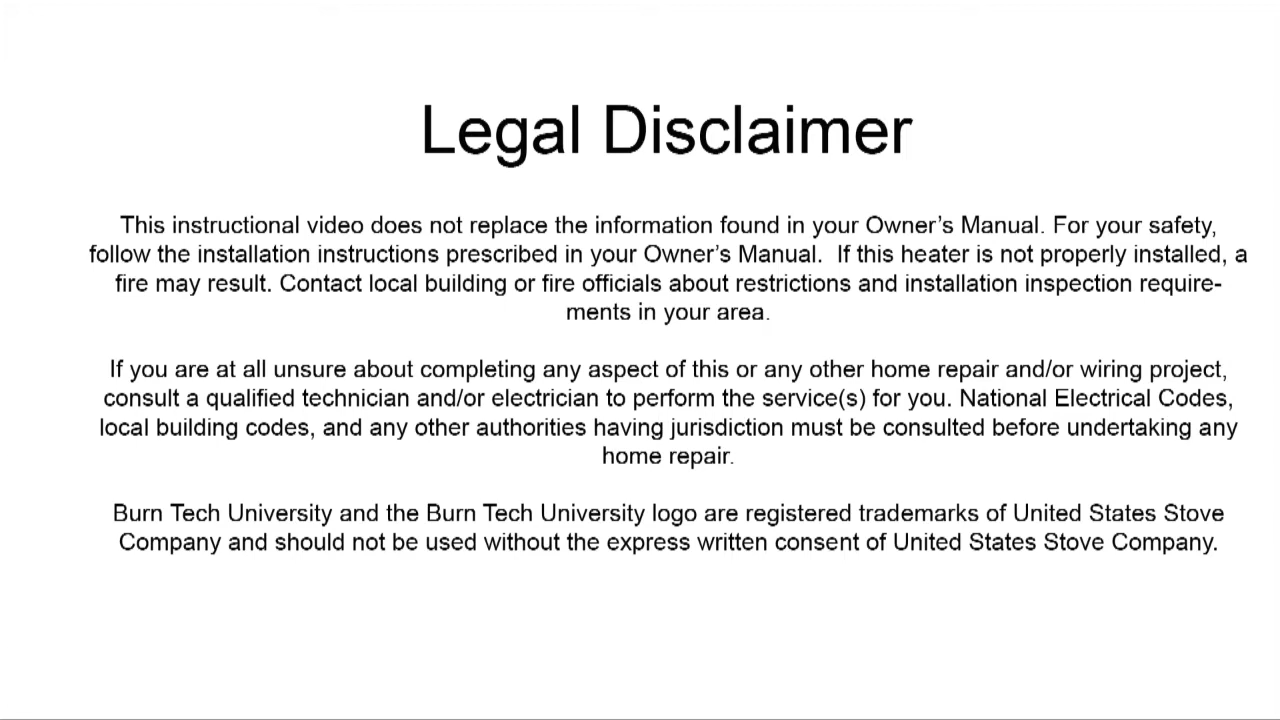 Legal Disclaimer
This instructional video does not replace the information found in your Owner’s Manual. For your safety,
follow the installation instructions prescribed in your Owner’s Manual.  If this heater is not properly installed, a
fire may result. Contact local building or fire officials about restrictions and installation inspection require-
ments in your area.
If you are at all unsure about completing any aspect of this or any other home repair and/or wiring project,
consult a qualified technician and/or electrician to perform the service(s) for you. National Electrical Codes,
local building codes, and any other authorities having jurisdiction must be consulted before undertaking any
home repair.
Burn Tech University and the Burn Tech University logo are registered trademarks of United States Stove
Company and should not be used without the express written consent of United States Stove Company.